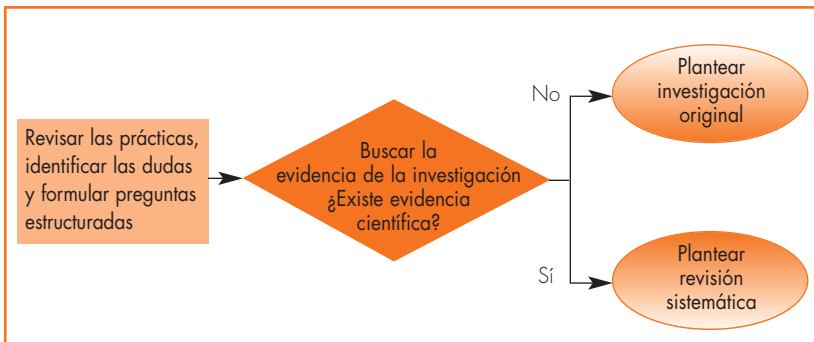 Revisar las prácticas,
identificar las dudas
y formular preguntas
estructuradas
Buscar la
evidencia de la investigación
¿Existe evidencia
científica?
No
Plantear
investigación
original
Sí
Plantear
revisión
sistemática